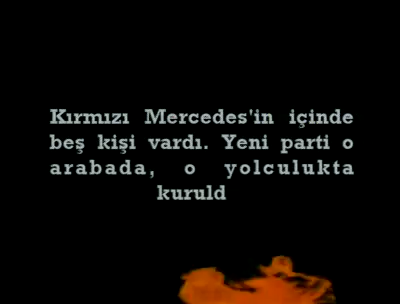 Kırmızı Mercedes'in içinde
beş kişi vardı. Yeni parti o
arabada, o yolculukta
kuruld